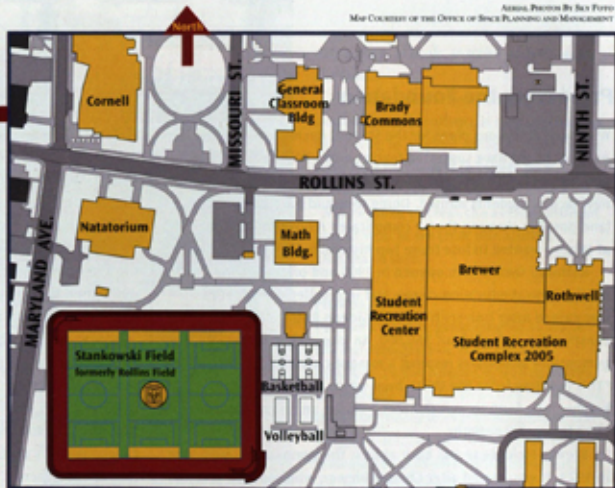 AERIAL PHOTOS BY SKY FOTO
MAP COURTESY OF THE OFFICE OF SPACE PLANNING AND MANAGEMENT
North
Cornell
MISSOURI ST.
General
Classroom
Bldg
Brady
Commons
NINTH ST.
ROLLINS ST.
MARYLAND AVE.
Natatorium
Math
Bldg.
Student
Recreation
Center
Brewer
Rothwell
Student Recreation
Complex 2005
Stankowski Field
formerly Rollins Field
Basketball
Volleyball